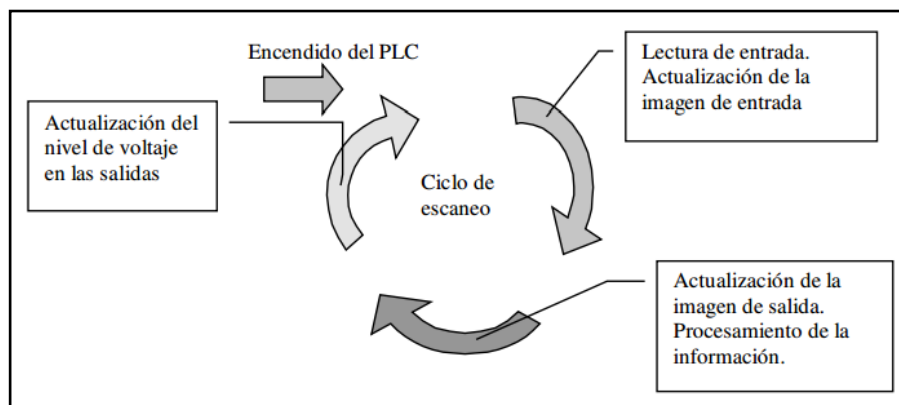 Encendido del PLC
Lectura de entrada.
Actualización de la
imagen de entrada
Actualización del
nivel de voltaje
en las salidas
Ciclo de
escaneo
Actualización de la
imagen de salida.
Procesamiento de la
información.